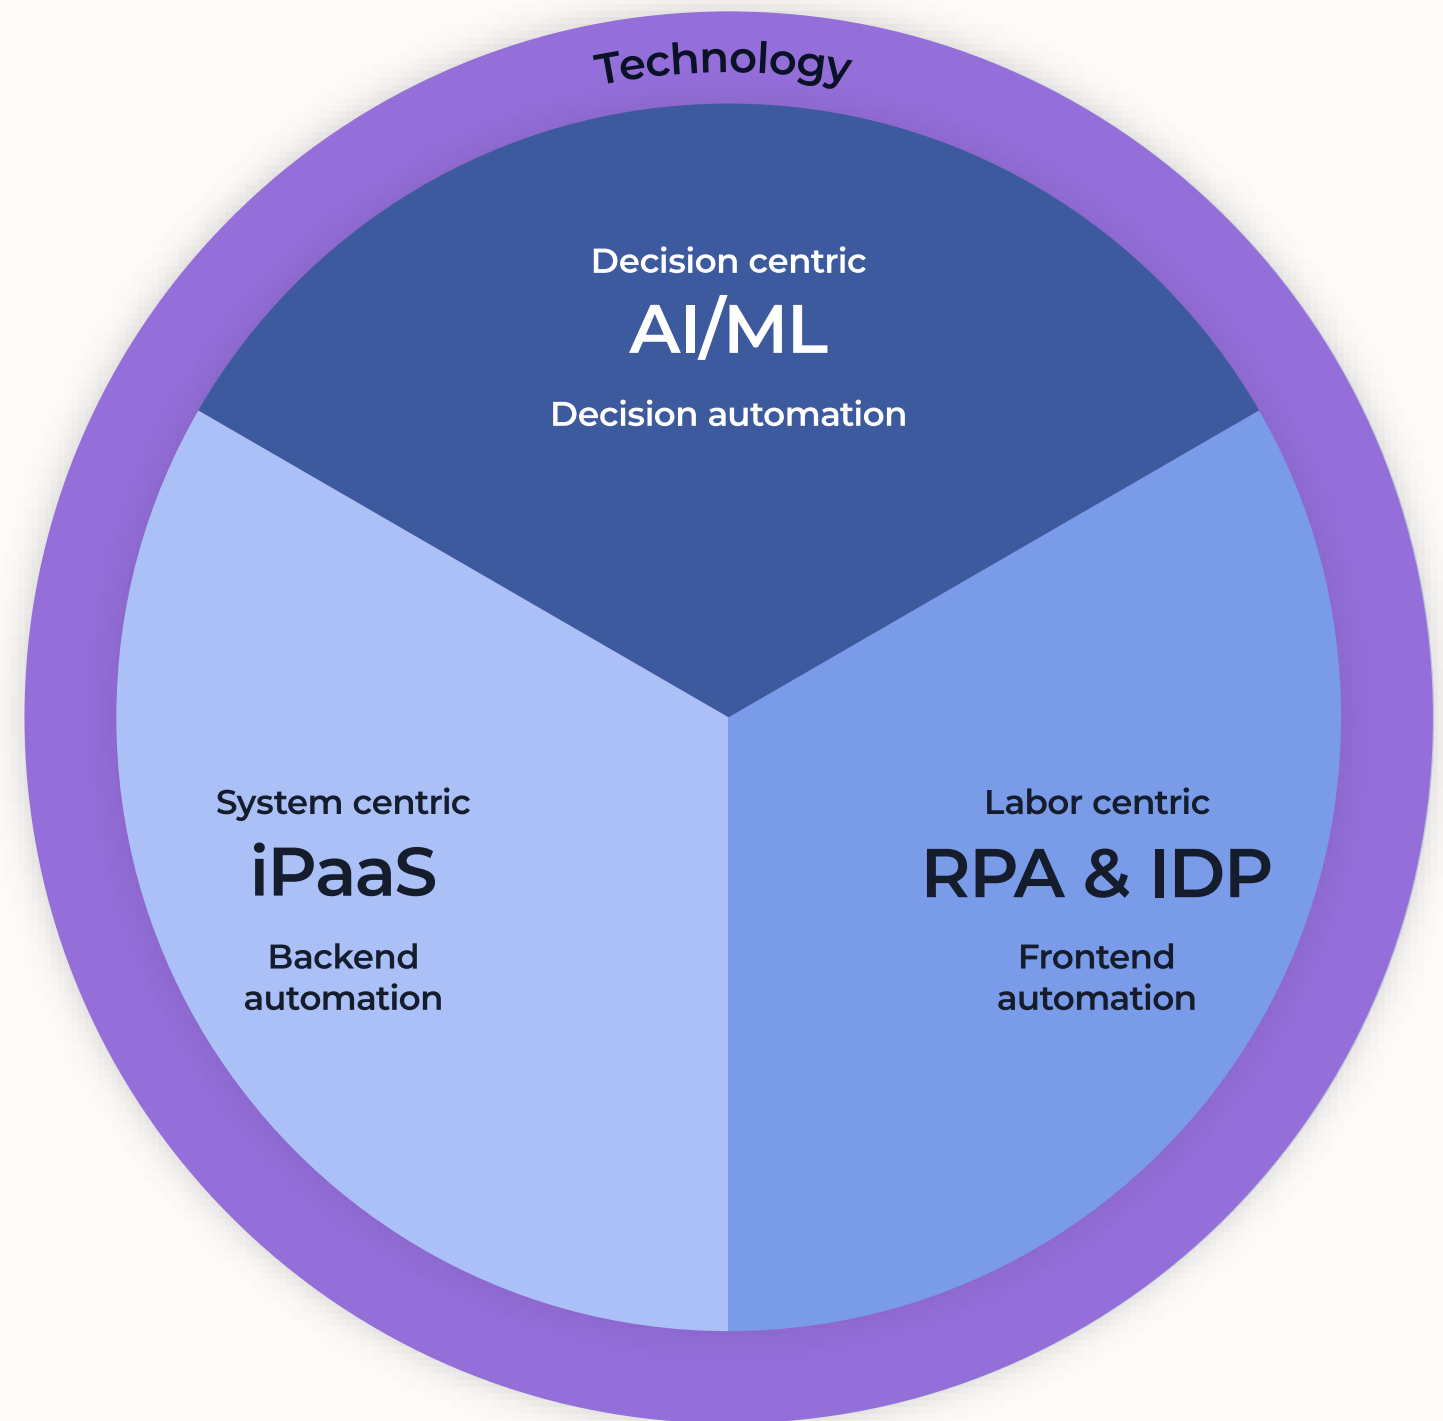 Technology
Decision centric
AI/ML
Decision automation
System centric
iPaaS
Backend
automation
Labor centric
RPA & IDP
Frontend
automation